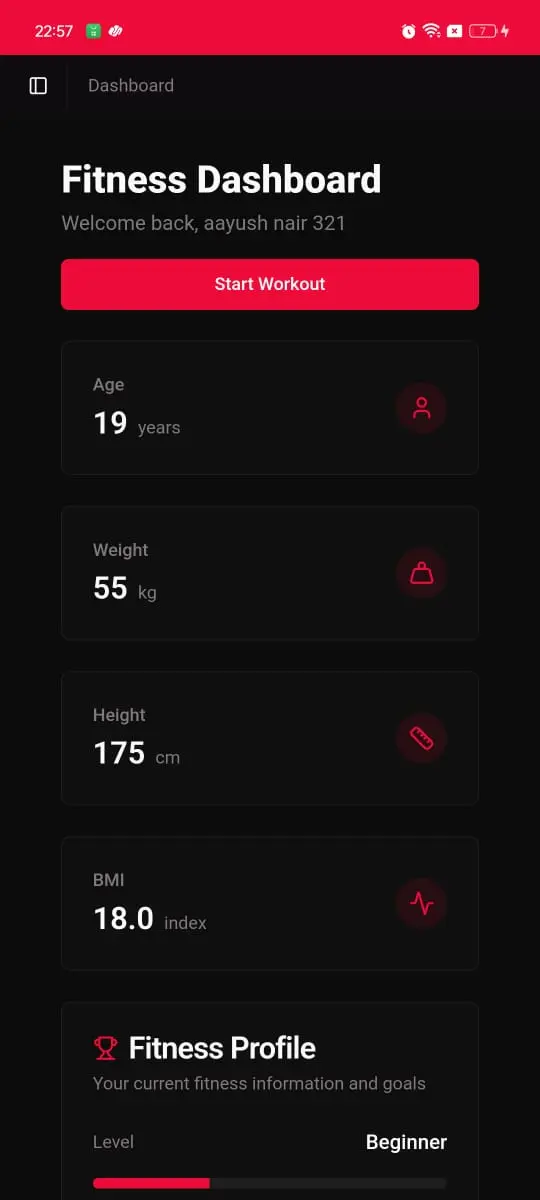 22:57
7
Dashboard
Fitness Dashboard
Welcome back, aayush nair 321
Start Workout
Age
19 years
Weight
55 kg
Height
175 cm
BMI
18.0 index
Fitness Profile
Your current fitness information and goals
Level Beginner